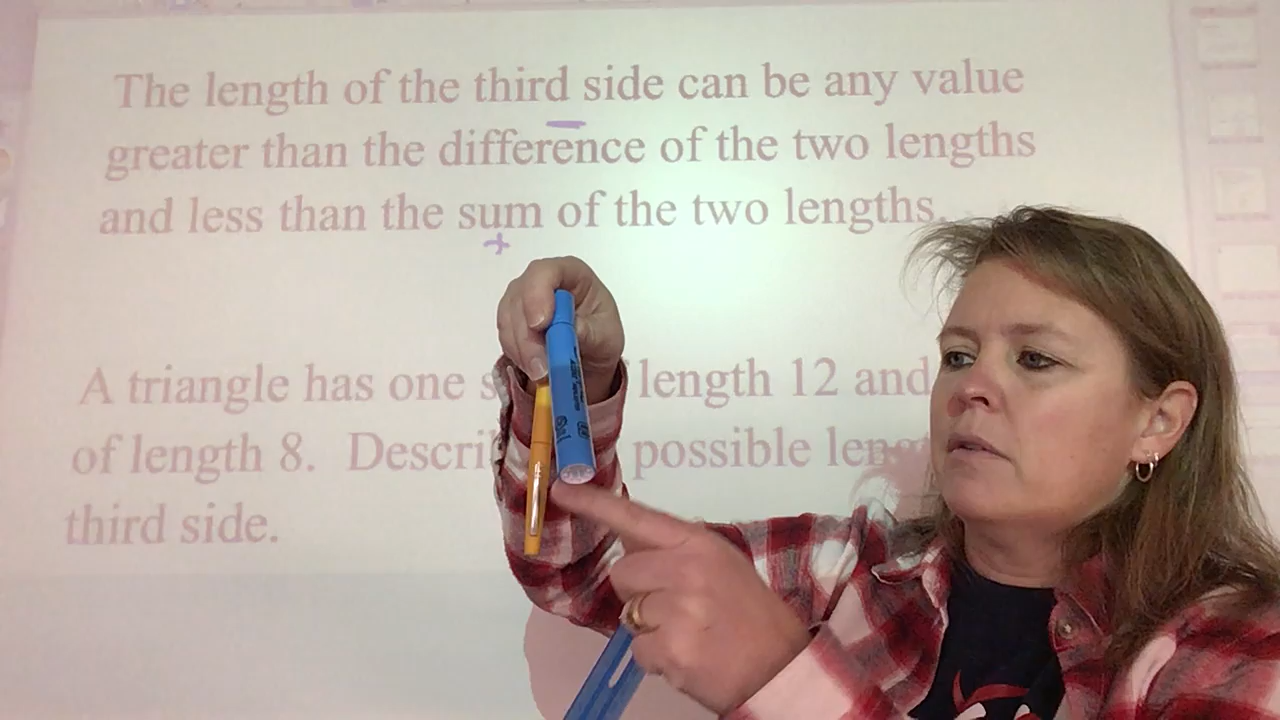 The length of the third side can be any value
greater than the difference of the two lengths
and less than the sum of the two lengths.
+
A triangle has one length 12 and
of length 8. possible
third side.